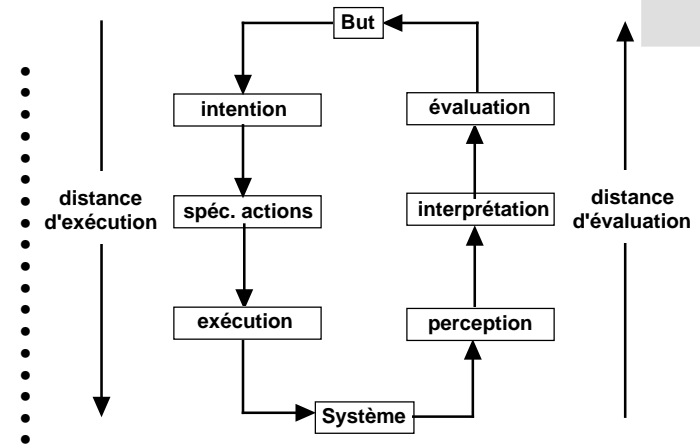 But
intention
évaluation
distance
d'exécution
spéc. actions
interprétation
distance
d'évaluation
exécution
perception
Système